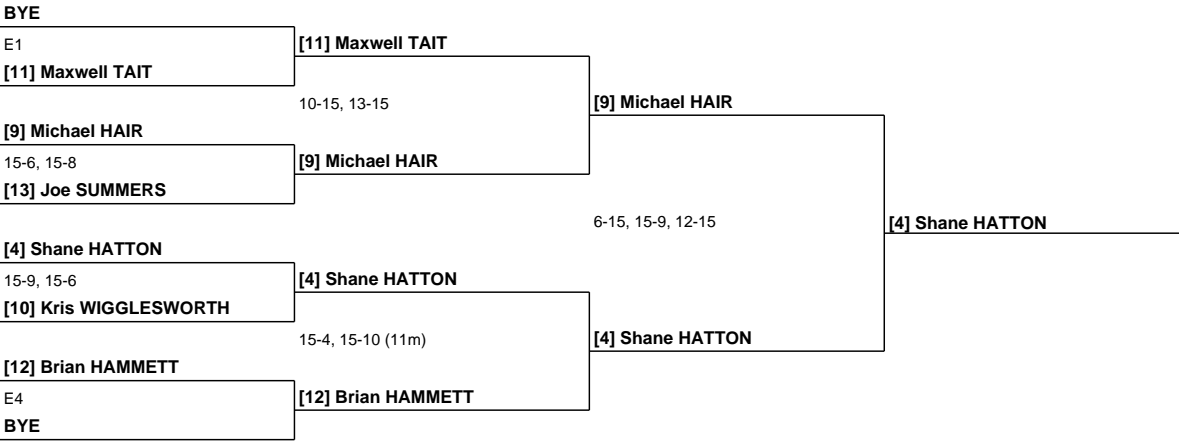 BYE
E1
[11] Maxwell TAIT
[9] Michael HAIR
15-6, 15-8
[13] Joe SUMMERS
[4] Shane HATTON
15-9, 15-6
[10] Kris WIGGLESWORTH
[12] Brian HAMMETT
E4
BYE
[11] Maxwell TAIT
10-15, 13-15
[9] Michael HAIR
[4] Shane HATTON
15-4, 15-10 (11m)
[12] Brian HAMMETT
[9] Michael HAIR
6-15, 15-9, 12-15
[4] Shane HATTON
[4] Shane HATTON